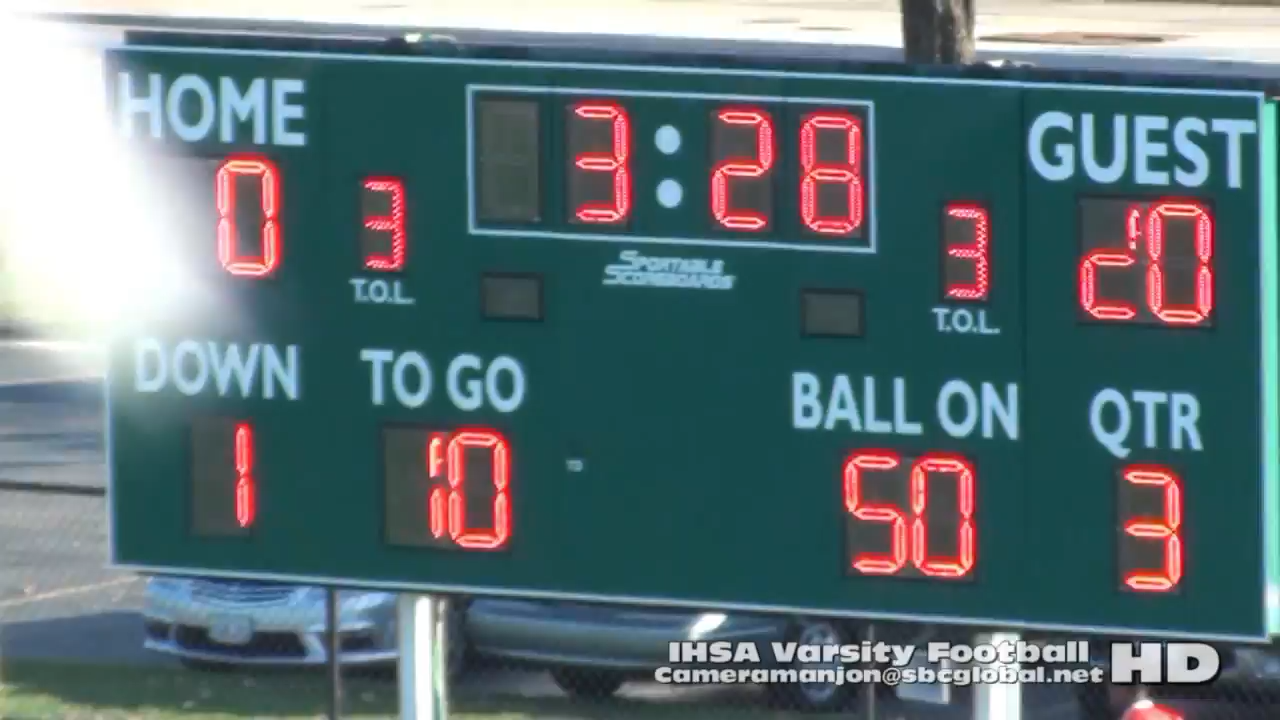 HOME 3:28 GUEST
0 3 3 20
T.O.L. SPORTABLE T.O.L.
SCOREBOARDS
DOWN TO GO BALL ON QTR
1 10 50 3
IHSA Varsity Football HD
cameramanjon@sbcglobal.net